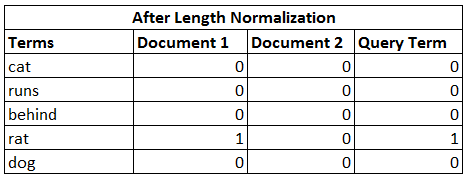 After Length Normalization
Terms Document 1 Document 2 Query Term
cat 0 0 0
runs 0 0 0
behind 0 0 0
rat 1 0 1
dog 0 0 0